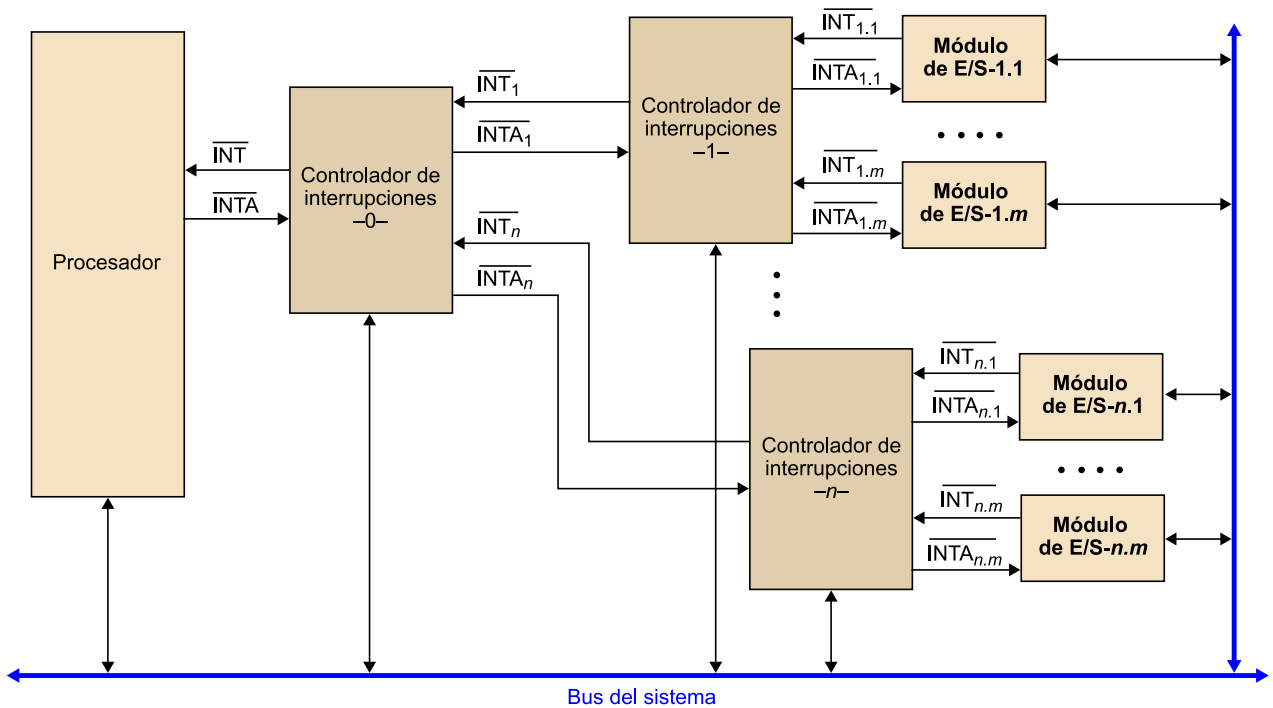 Procesador
INT
INTA
Controlador de
interrupciones
–0–
INT1
INTA1
INTn
INTAn
Controlador de
interrupciones
–1–
INT1.1
INTA1.1
INT1.m
INTA1.m
Módulo
de E/S-1.1
Módulo
de E/S-1.m
Controlador de
interrupciones
–n–
INTn.1
INTAn.1
INTn.m
INTAn.m
Módulo
de E/S-n.1
Módulo
de E/S-n.m
Bus del sistema